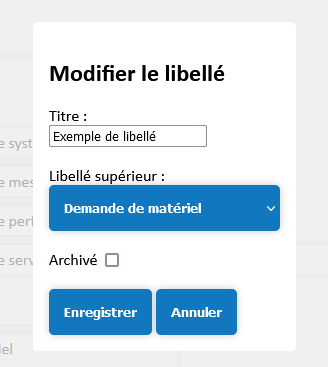 Modifier le libellé
Titre :
Exemple de libellé
e syst
Libellé supérieur :
e mes
Demande de matériel
e perf
Archivé
e serv
Enregistrer Annuler
iel